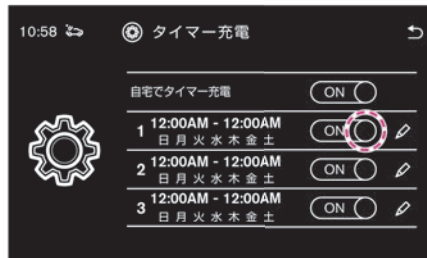 10:58 タイマー充電
自宅でタイマー充電 ON
1 12:00AM - 12:00AM ON
日 月 火 水 木 金 土
2 12:00AM - 12:00AM ON
日 月 火 水 木 金 土
3 12:00AM - 12:00AM ON
日 月 火 水 木 金 土